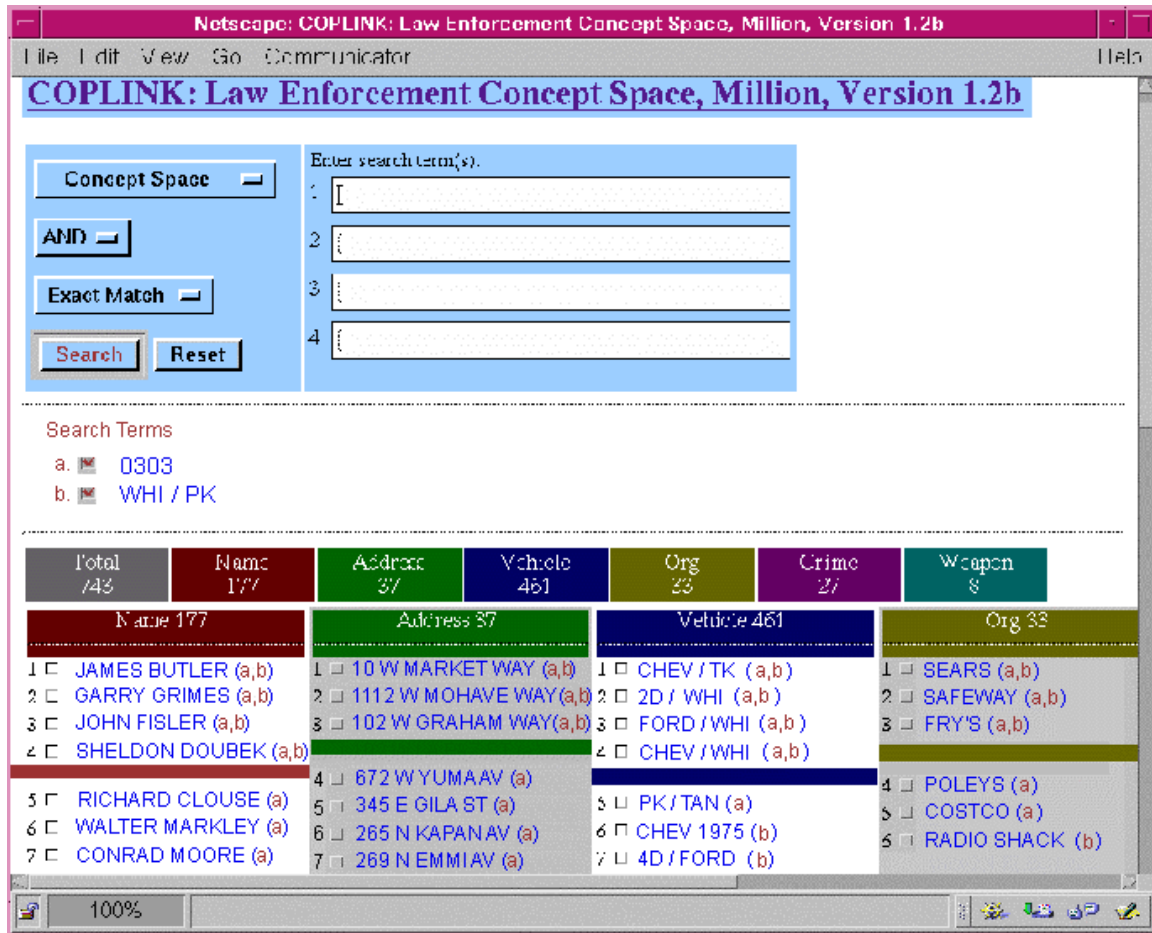 Netscape: COPLINK: Law Enforcement Concept Space, Million, Version 1.2b
File Edit View Go Communicator Help
COPLINK: Law Enforcement Concept Space, Million, Version 1.2b
Concept Space
AND
Exact Match
Search Reset
Enter search term(s):
1
2
3
4
Search Terms
a. 0303
b. WHI / PK
Total 743
Name 177
Address 37
Vehicle 461
Org 33
Crime 27
Weapon 8
Name 177
1 JAMES BUTLER (a,b)
2 GARRY GRIMES (a,b)
3 JOHN FISLER (a,b)
4 SHELDON DOUBEK (a,b)
5 RICHARD CLOUSE (a)
6 WALTER MARKLEY (a)
7 CONRAD MOORE (a)
Address 37
1 10 W MARKET WAY (a,b)
2 1112 W MOHAVE WAY(a,b)
3 102 W GRAHAM WAY(a,b)
4 672 W YUMA AV (a)
5 345 E GILA ST (a)
6 265 N KAPAN AV (a)
7 269 N EMMI AV (a)
Vehicle 461
1 CHEV / TK (a,b)
2 2D / WHI (a,b)
3 FORD / WHI (a,b)
4 CHEV / WHI (a,b)
5 PK / TAN (a)
6 CHEV 1975 (b)
7 4D / FORD (b)
Org 33
1 SEARS (a,b)
2 SAFEWAY (a,b)
3 FRY'S (a,b)
4 POLEYS (a)
5 COSTCO (a)
6 RADIO SHACK (b)
100%